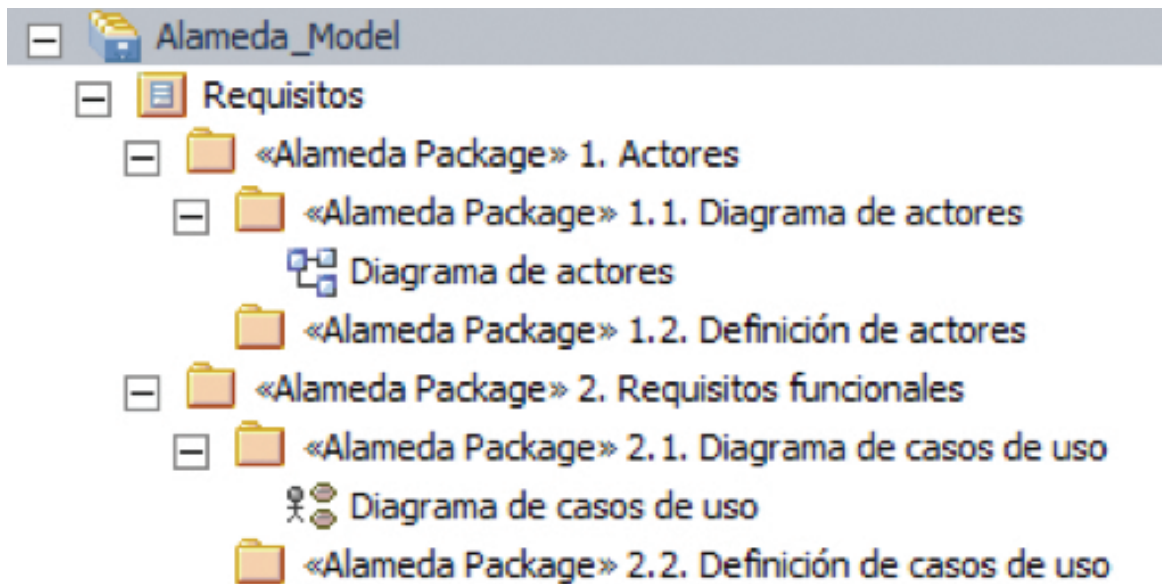 Alameda_Model
Requisitos
«Alameda Package» 1. Actores
«Alameda Package» 1.1. Diagrama de actores
Diagrama de actores
«Alameda Package» 1.2. Definición de actores
«Alameda Package» 2. Requisitos funcionales
«Alameda Package» 2.1. Diagrama de casos de uso
Diagrama de casos de uso
«Alameda Package» 2.2. Definición de casos de uso